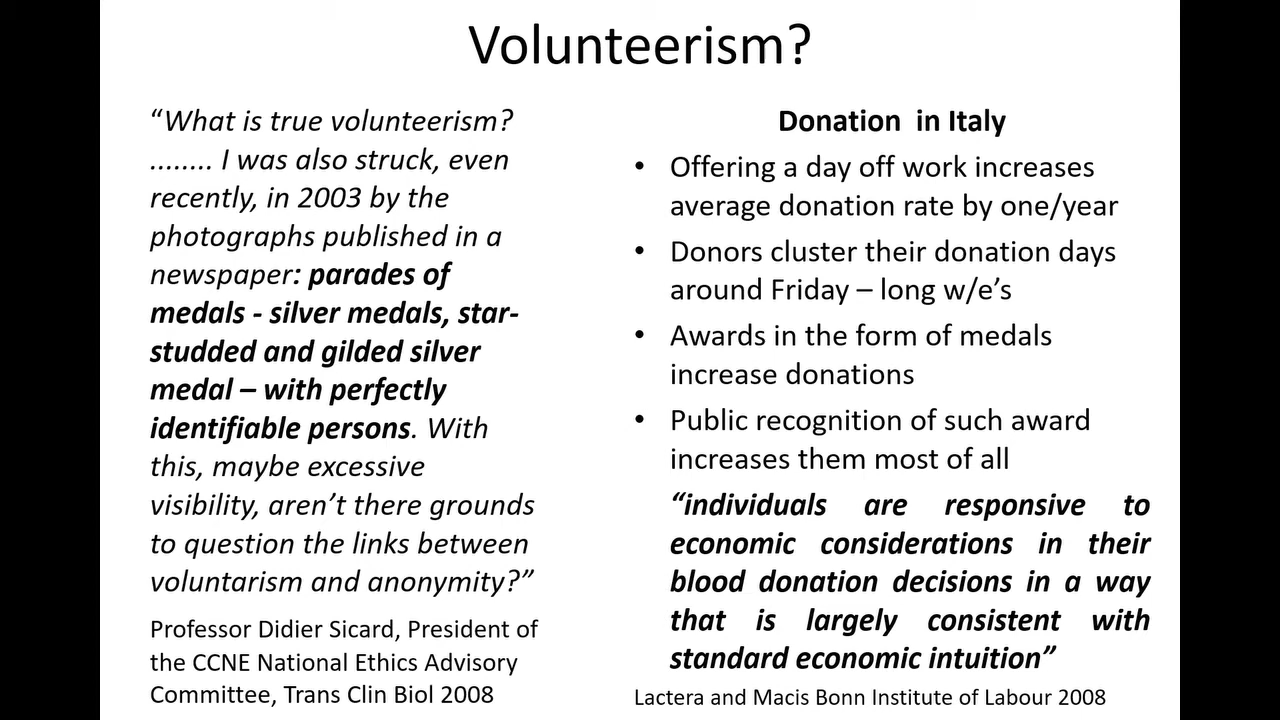 Volunteerism?
“What is true volunteerism?
........ I was also struck, even
recently, in 2003 by the
photographs published in a
newspaper: parades of
medals - silver medals, star-
studded and gilded silver
medal – with perfectly
identifiable persons. With
this, maybe excessive
visibility, aren’t there grounds
to question the links between
voluntarism and anonymity?”
Professor Didier Sicard, President of
the CCNE National Ethics Advisory
Committee, Trans Clin Biol 2008
Donation in Italy
• Offering a day off work increases
average donation rate by one/year
• Donors cluster their donation days
around Friday – long w/e’s
• Awards in the form of medals
increase donations
• Public recognition of such award
increases them most of all
“individuals are responsive to
economic considerations in their
blood donation decisions in a way
that is largely consistent with
standard economic intuition”
Lactera and Macis Bonn Institute of Labour 2008